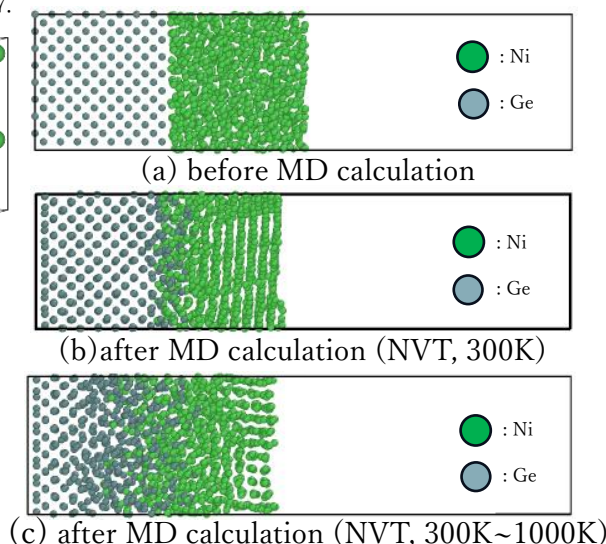 7.
: Ni
: Ge
(a) before MD calculation
: Ni
: Ge
(b)after MD calculation (NVT, 300K)
: Ni
: Ge
(c) after MD calculation (NVT, 300K~1000K)